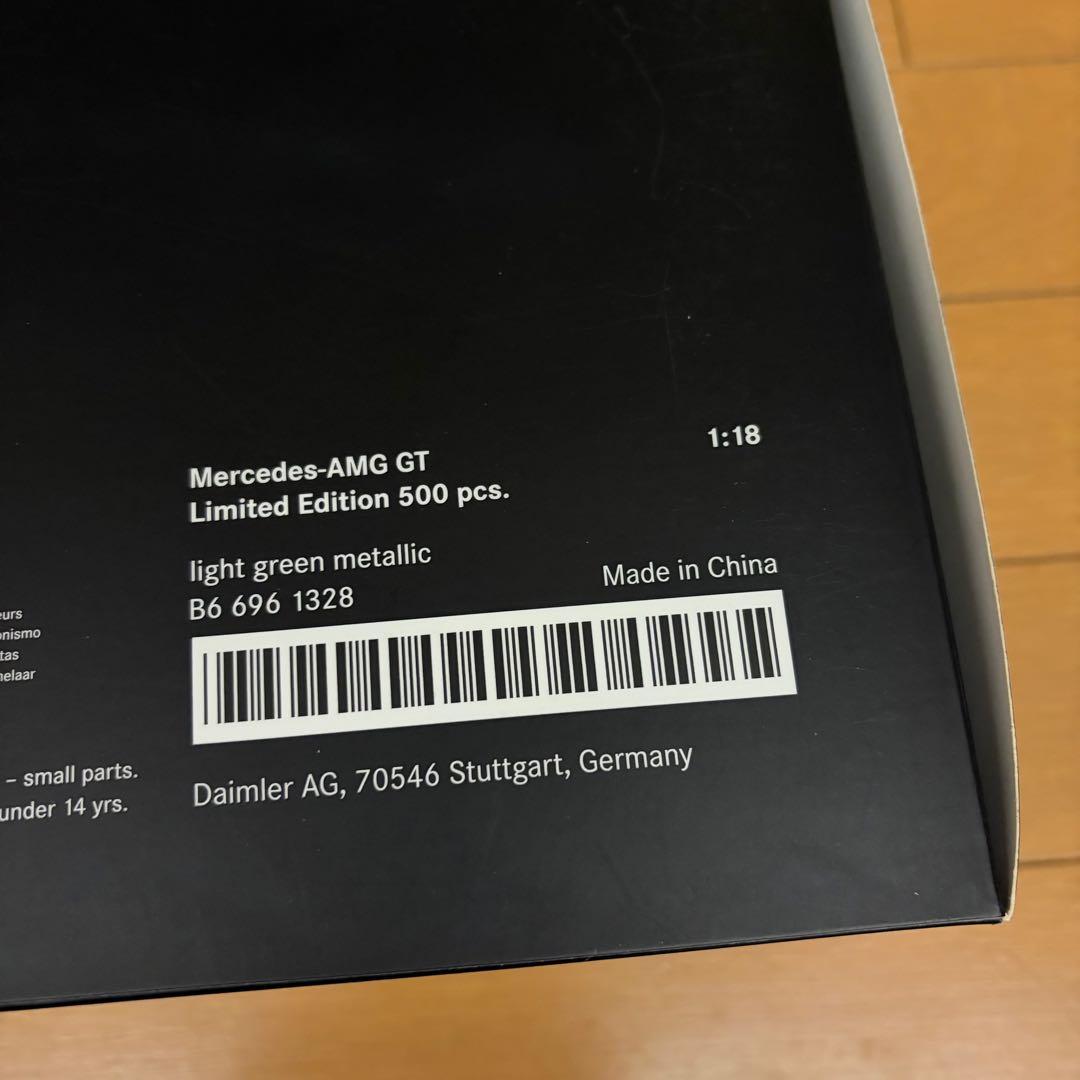 Mercedes-AMG GT
1:18
Limited Edition 500 pcs.
light green metallic
Made in China
B6 696 1328
Daimler AG, 70546 Stuttgart, Germany
eurs
onismo
tas
nelaar
– small parts.
under 14 yrs.